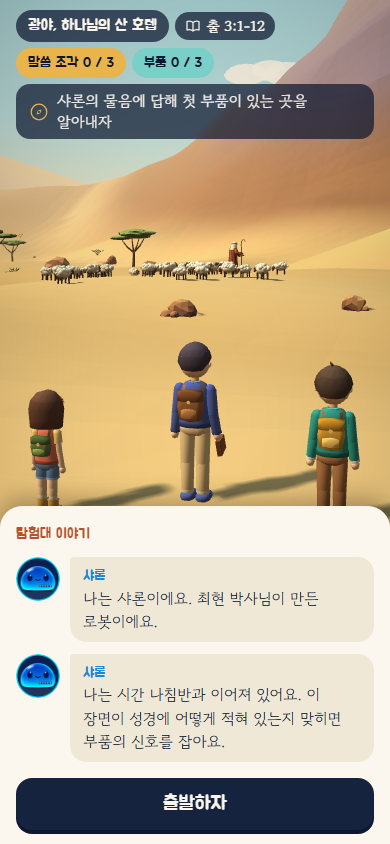 광야, 하나님의 산 호렙
출 3:1-12
말씀 조각 0 / 3
부품 0 / 3
샤론의 물음에 답해 첫 부품이 있는 곳을
알아내자
탐험대 이야기
샤론
나는 샤론이에요. 최현 박사님이 만든
로봇이에요.
샤론
나는 시간 나침반과 이어져 있어요. 이
장면이 성경에 어떻게 적혀 있는지 맞히면
부품의 신호를 잡아요.
출발하자